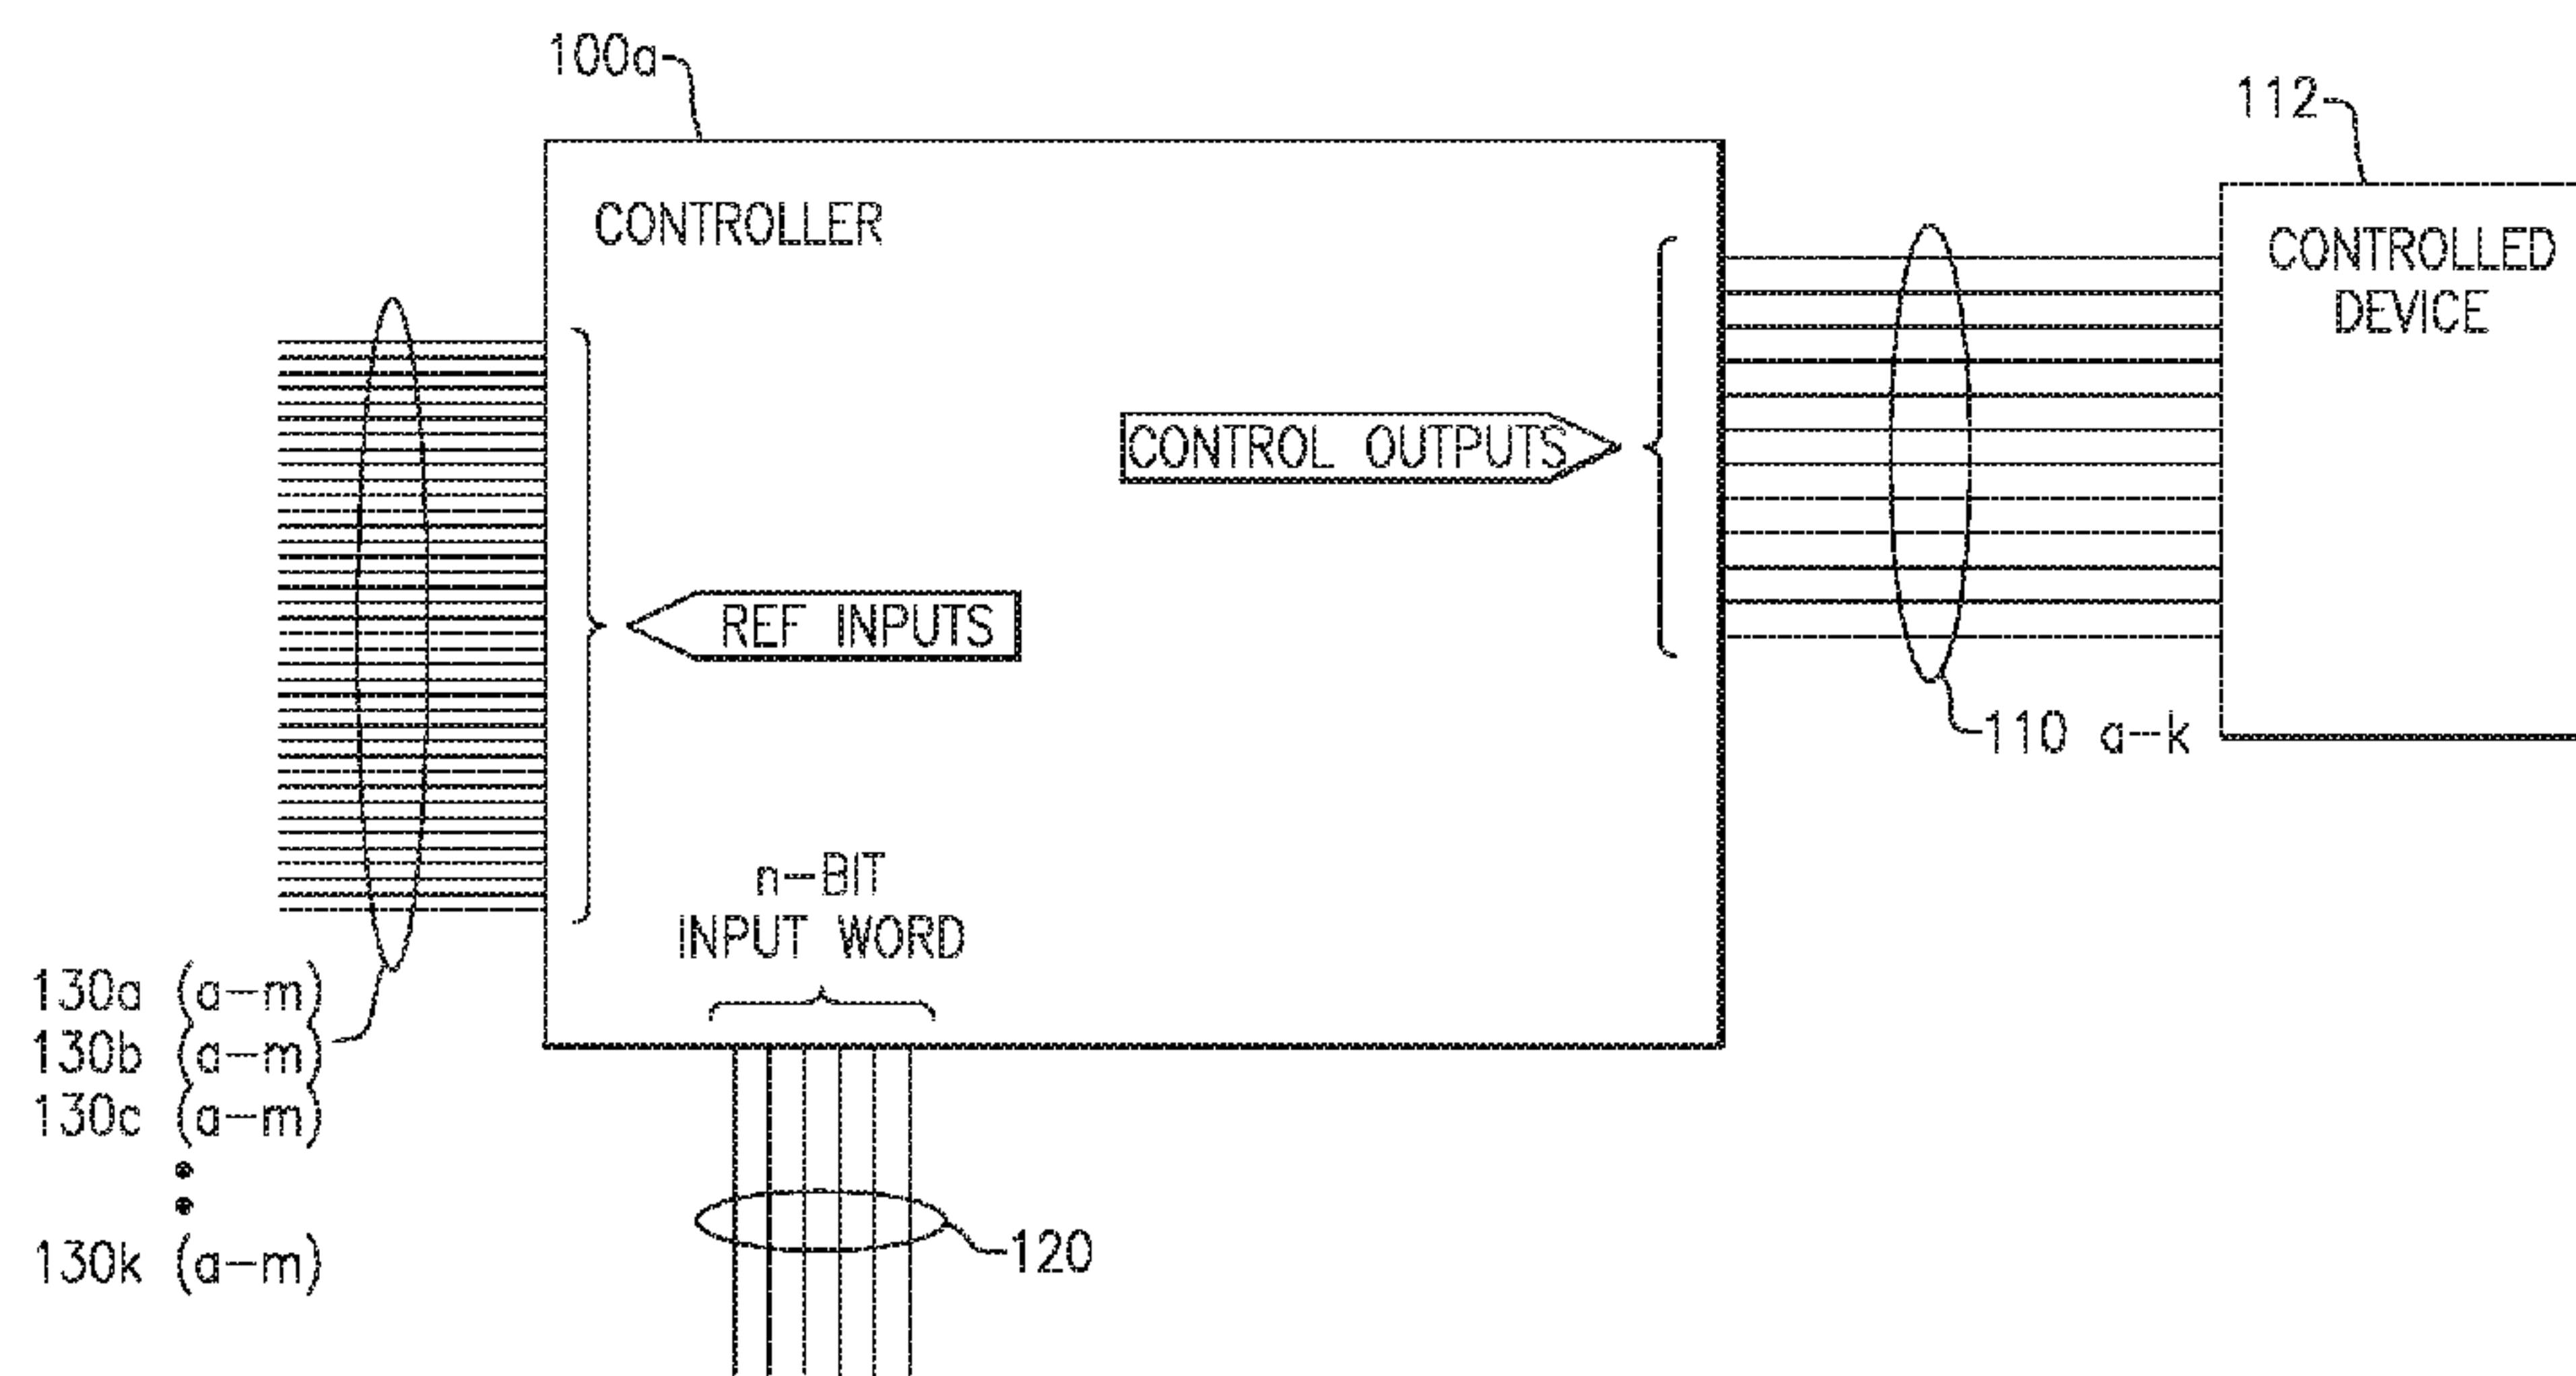 100a
112
CONTROLLER
CONTROLLED
DEVICE
CONTROL OUTPUTS
REF INPUTS
110 a-k
n-BIT
INPUT WORD
130a (a-m)
130b (a-m)
130c (a-m)
130k (a-m)
120